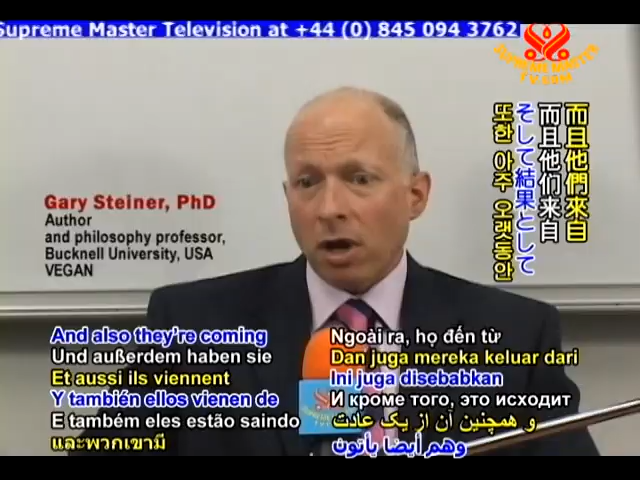 Supreme Master Television at +44 (0) 845 094 3762
SUPREME MASTER
TV.COM
而且他們來自
而且他们来自
そして結果として
또한 아주 오랫동안
Gary Steiner, PhD
Author
and philosophy professor,
Bucknell University, USA
VEGAN
And also they're coming
Und außerdem haben sie
Et aussi ils viennent
Y también ellos vienen de
E também eles estão saindo
และพวกเขามี
Ngoài ra, họ đến từ
Dan juga mereka keluar dari
Ini juga disebabkan
И кроме того, это исходит
و همچنین آن از یک عادت
وهم أيضا يأتون